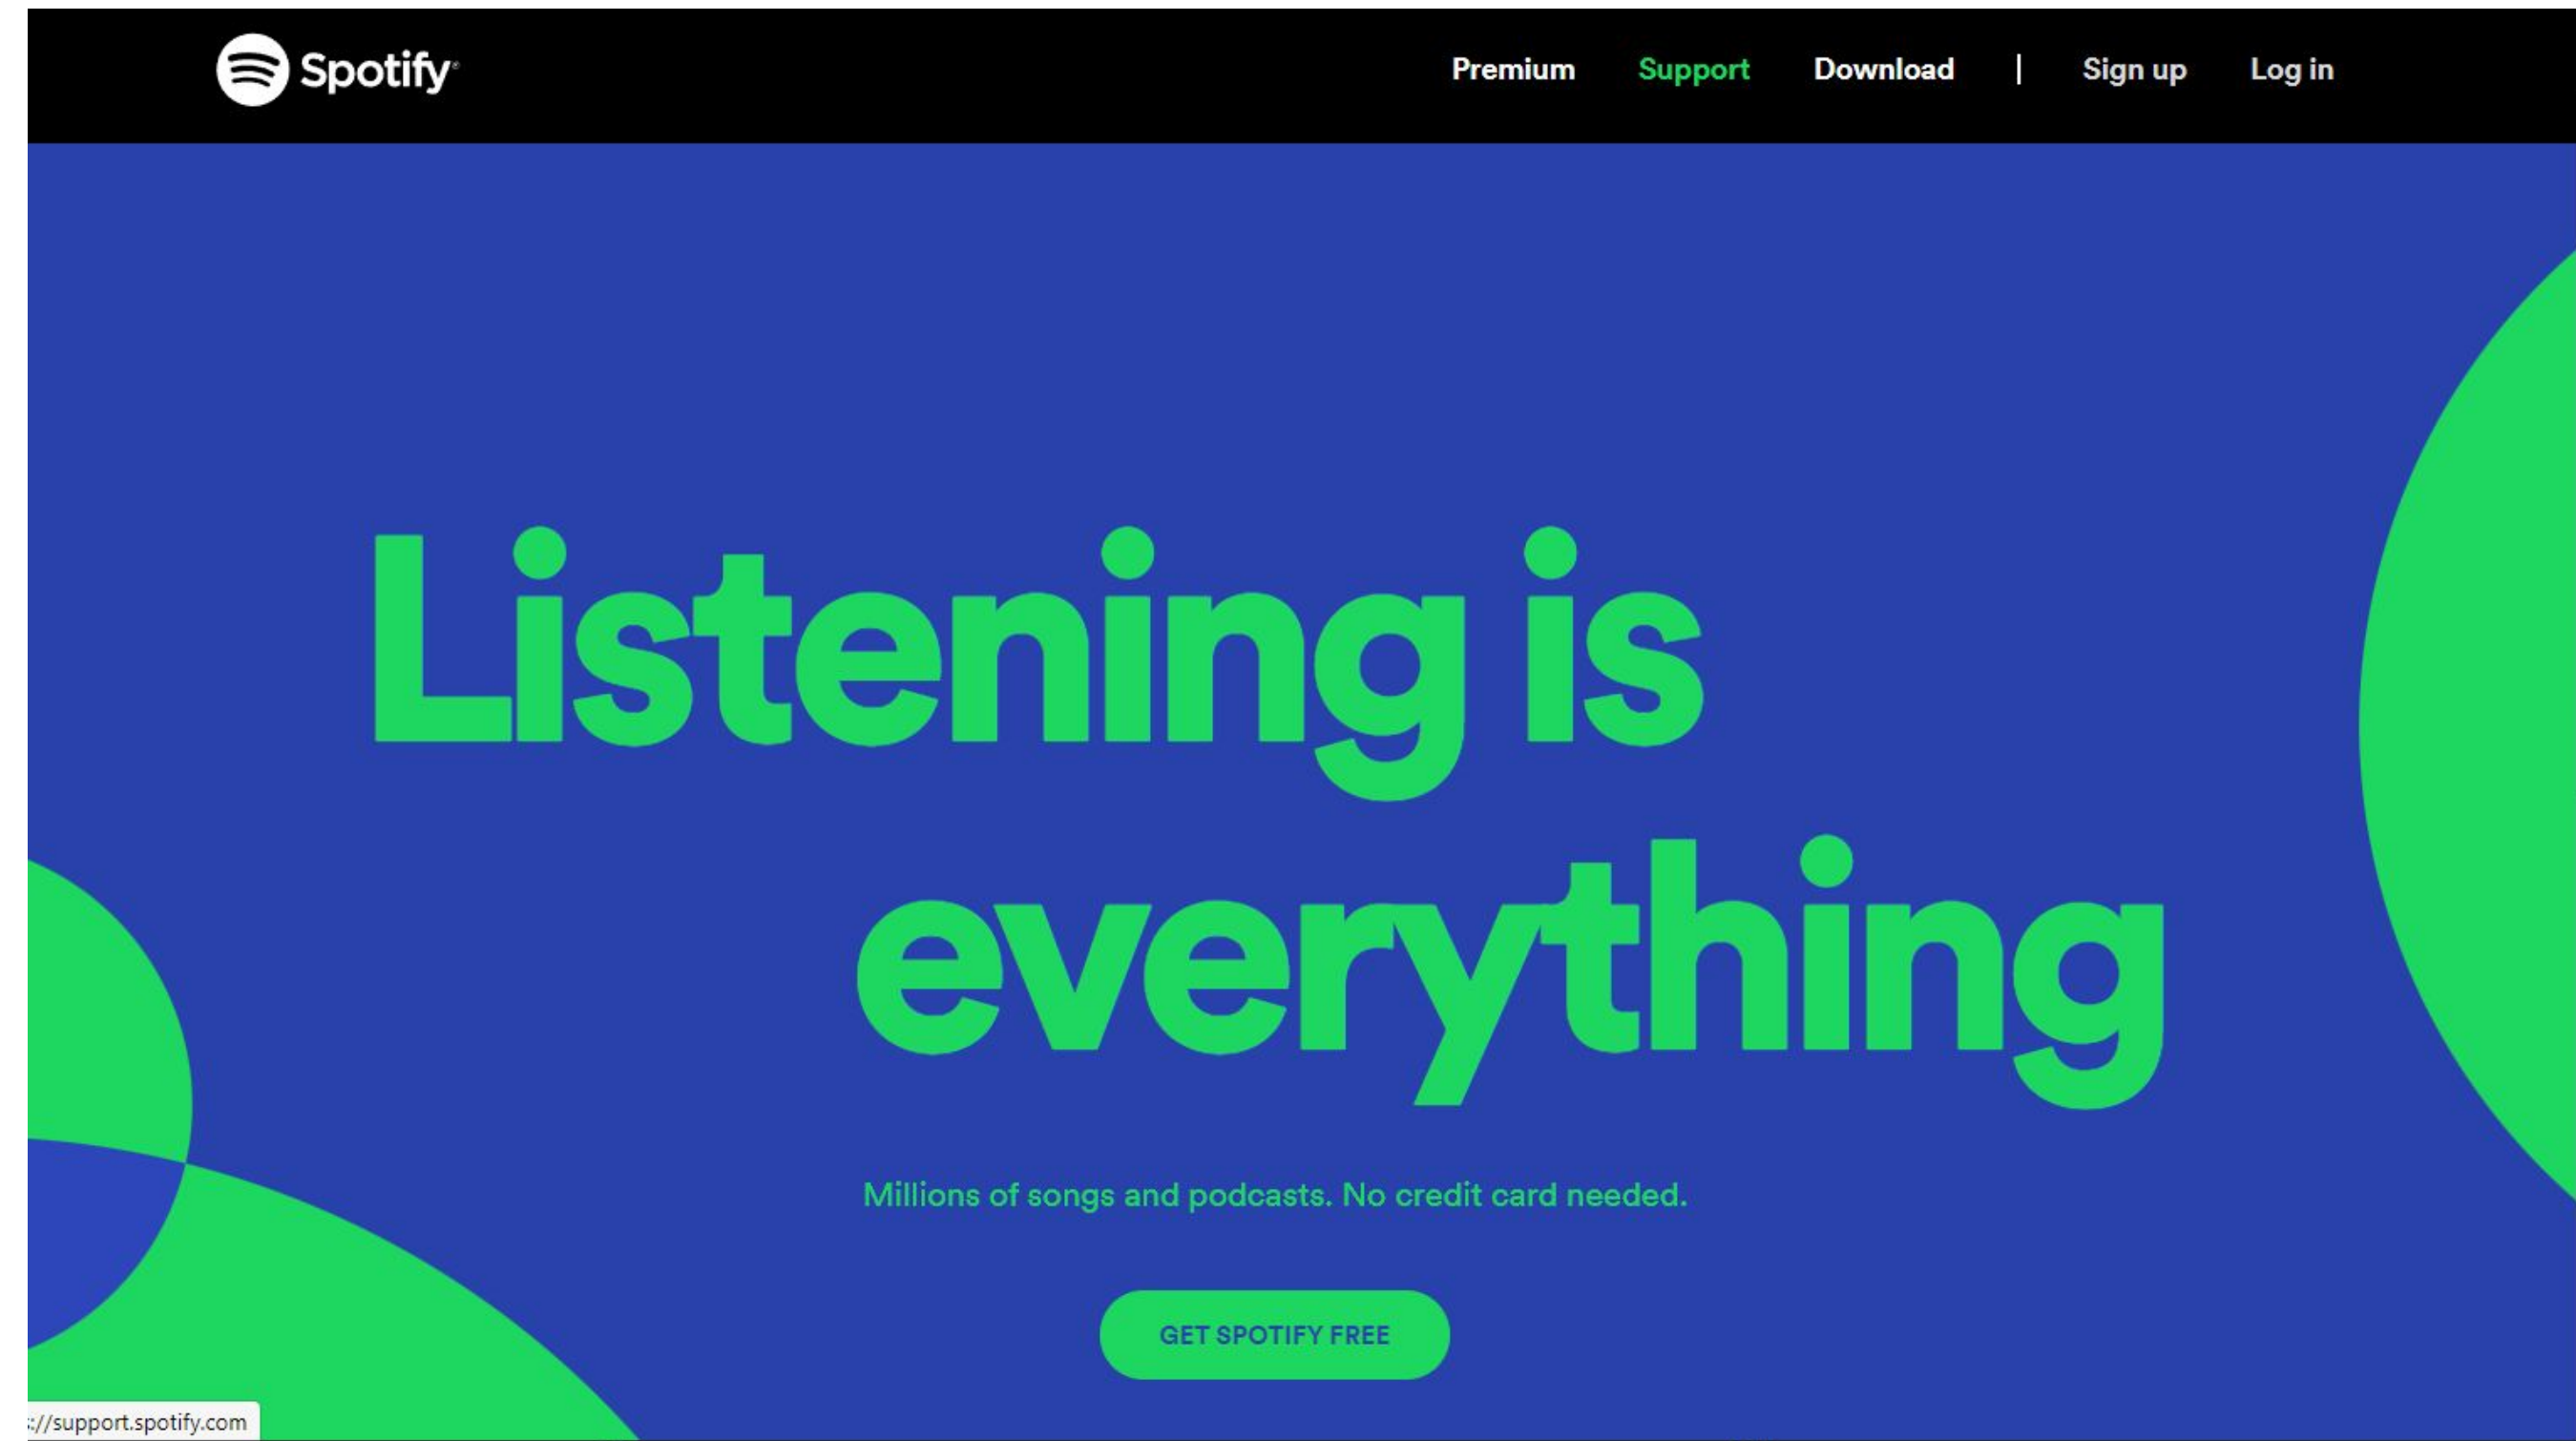 Spotify®
Premium Support Download | Sign up Log in
Listening is
everything
Millions of songs and podcasts. No credit card needed.
GET SPOTIFY FREE
://support.spotify.com